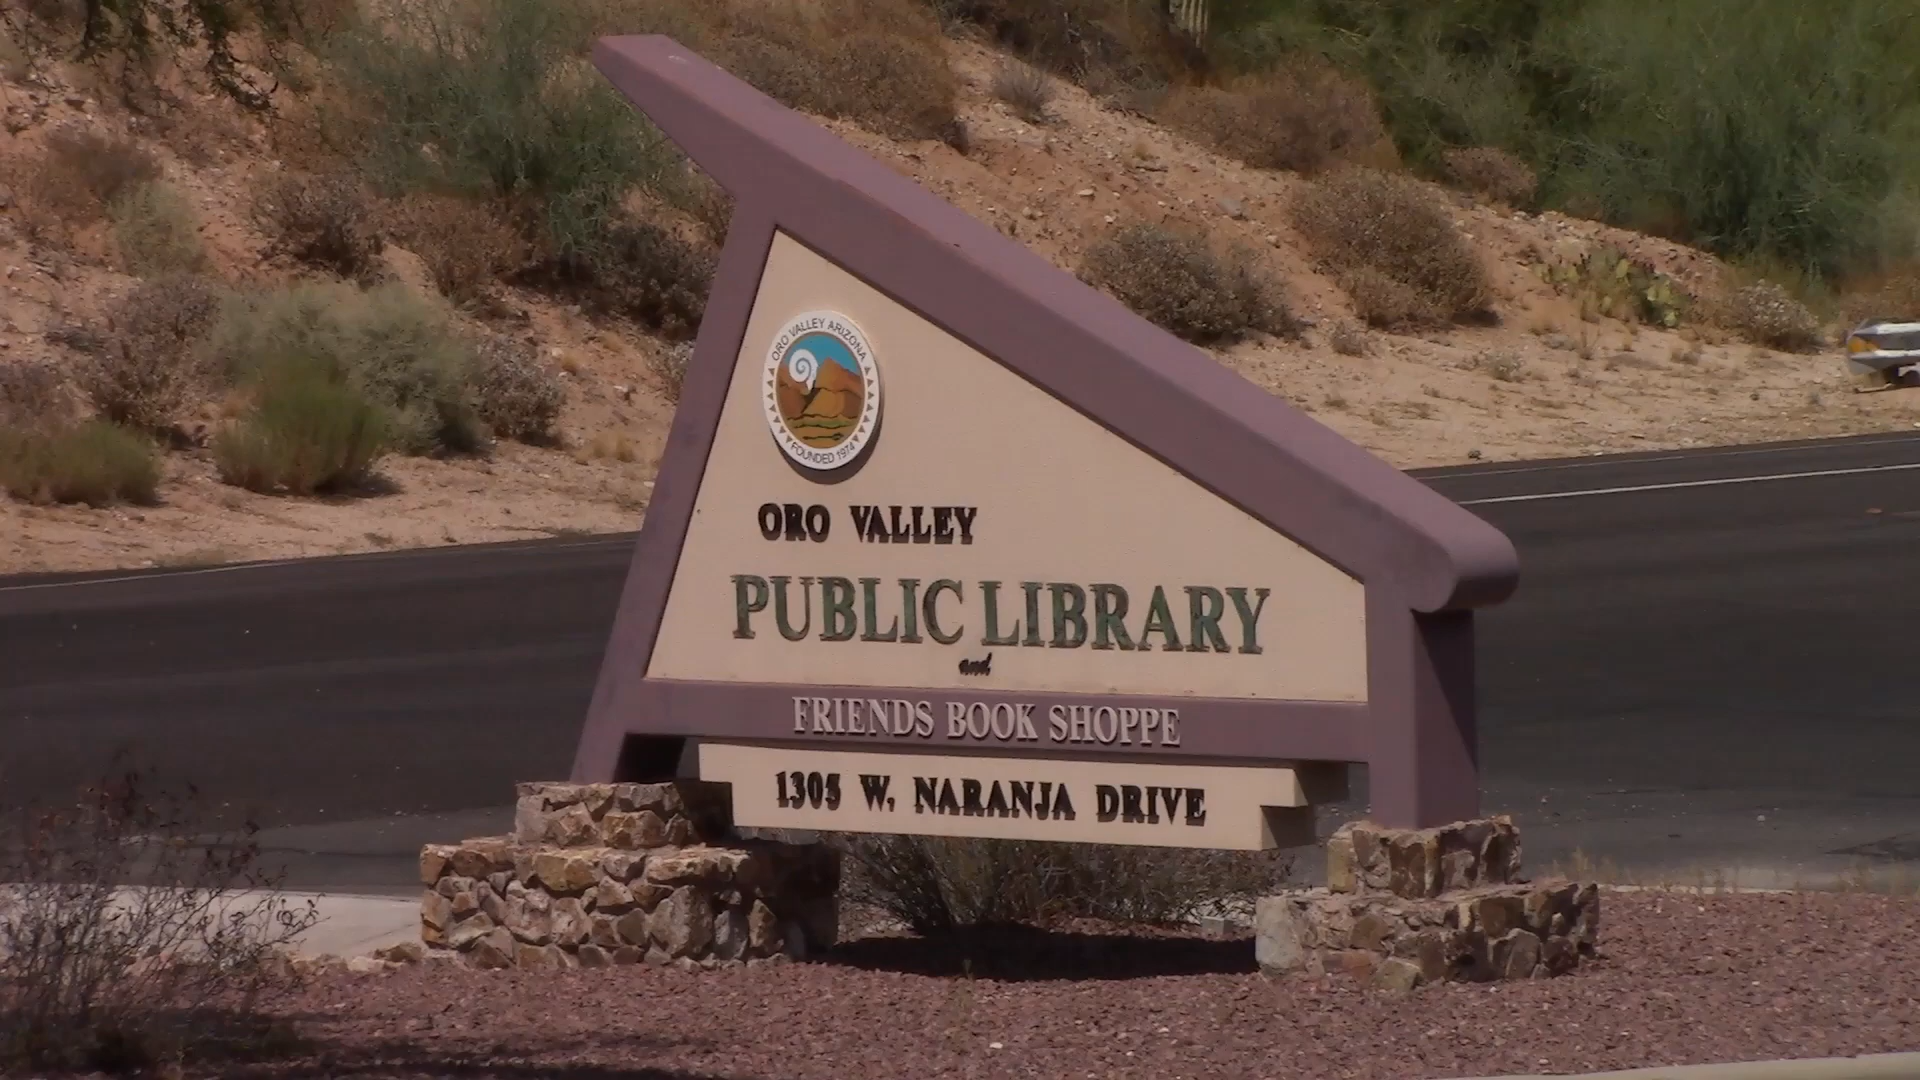 ORO VALLEY ARIZONA
FOUNDED 1974
ORO VALLEY
PUBLIC LIBRARY
and
FRIENDS BOOK SHOPPE
1305 W. NARANJA DRIVE